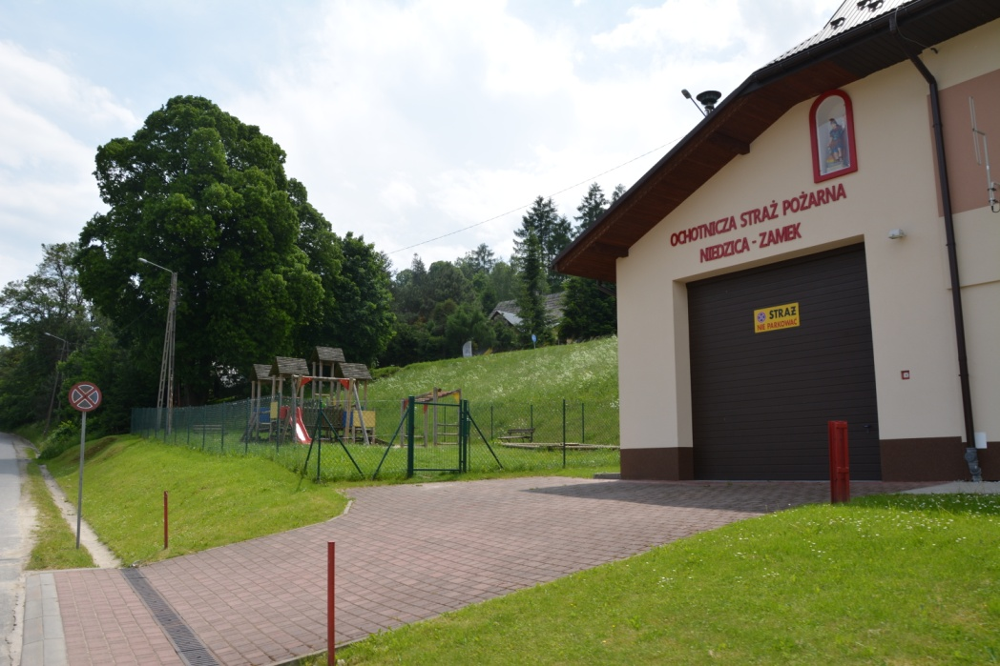 OCHOTNICZA STRAŻ POŻARNA
NIEDZICA - ZAMEK
STRAŻ
NIE PARKOWAĆ